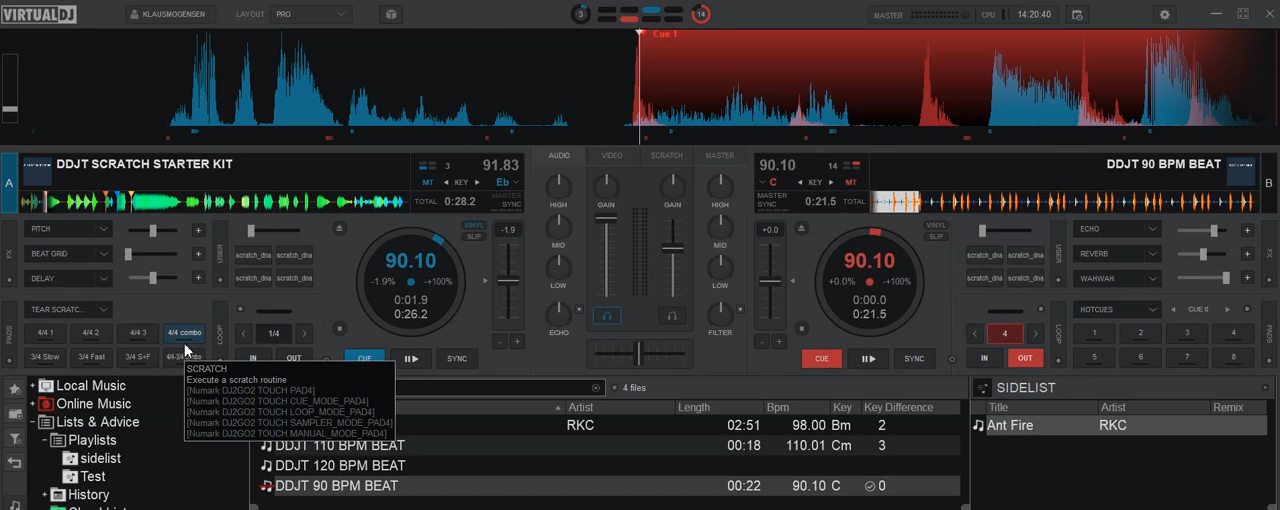 VIRTUALDJ KLAUSMOGENSEN LAYOUT PRO 3 14 MASTER CPU 14:20:40
Cue 1
A DDJT SCRATCH STARTER KIT 3 91.83 AUDIO VIDEO SCRATCH MASTER 90.10 14 DDJT 90 BPM BEAT B
MT KEY Eb C KEY MT
TOTAL 0:28.2 MASTER SYNC HIGH GAIN GAIN HIGH MASTER SYNC 0:21.5 TOTAL
FX PITCH USER VINYL -1.9 +0.0 VINYL USER ECHO FX
SLIP SLIP
BEAT GRID scratch_dna scratch_dna 90.10 MID MID 90.10 scratch_dna scratch_dna REVERB
-1.9% -+100% +0.0% -+100%
DELAY scratch_dna scratch_dna 0:01.9 LOW LOW 0:00.0 scratch_dna scratch_dna WAHWAH
0:26.2 0:21.5
PADS TEAR SCRATC... LOOP LOOP HOTCUES CUE 0 PADS
4/4 1 4/4 2 4/4 3 4/4 combo 1/4 ECHO FILTER 4 1 2 3 4
3/4 Slow 3/4 Fast 3/4 S+F IN OUT CUE SYNC CUE SYNC IN OUT 5 6 7 8
SCRATCH
Execute a scratch routine
[Numark DJ2GO2 TOUCH PAD4]
[Numark DJ2GO2 TOUCH CUE_MODE_PAD4]
[Numark DJ2GO2 TOUCH LOOP_MODE_PAD4]
[Numark DJ2GO2 TOUCH SAMPLER_MODE_PAD4]
[Numark DJ2GO2 TOUCH MANUAL_MODE_PAD4]
Local Music
Online Music
Lists & Advice
Playlists
sidelist
Test
History
4 files
Artist Length Bpm Key Key Difference
RKC 02:51 98.00 Bm 2
DDJT 110 BPM BEAT 00:18 110.01 Cm 3
DDJT 120 BPM BEAT
DDJT 90 BPM BEAT 00:22 90.10 C 0
SIDELIST
Title Artist Remix
Ant Fire RKC